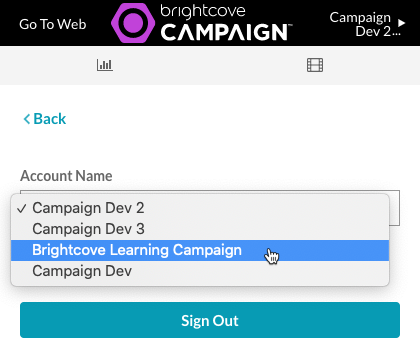 Go To Web
brightcove
CAMPAIGN™
Campaign
Dev 2...
Back
Account Name
✓ Campaign Dev 2
Campaign Dev 3
Brightcove Learning Campaign
Campaign Dev
Sign Out